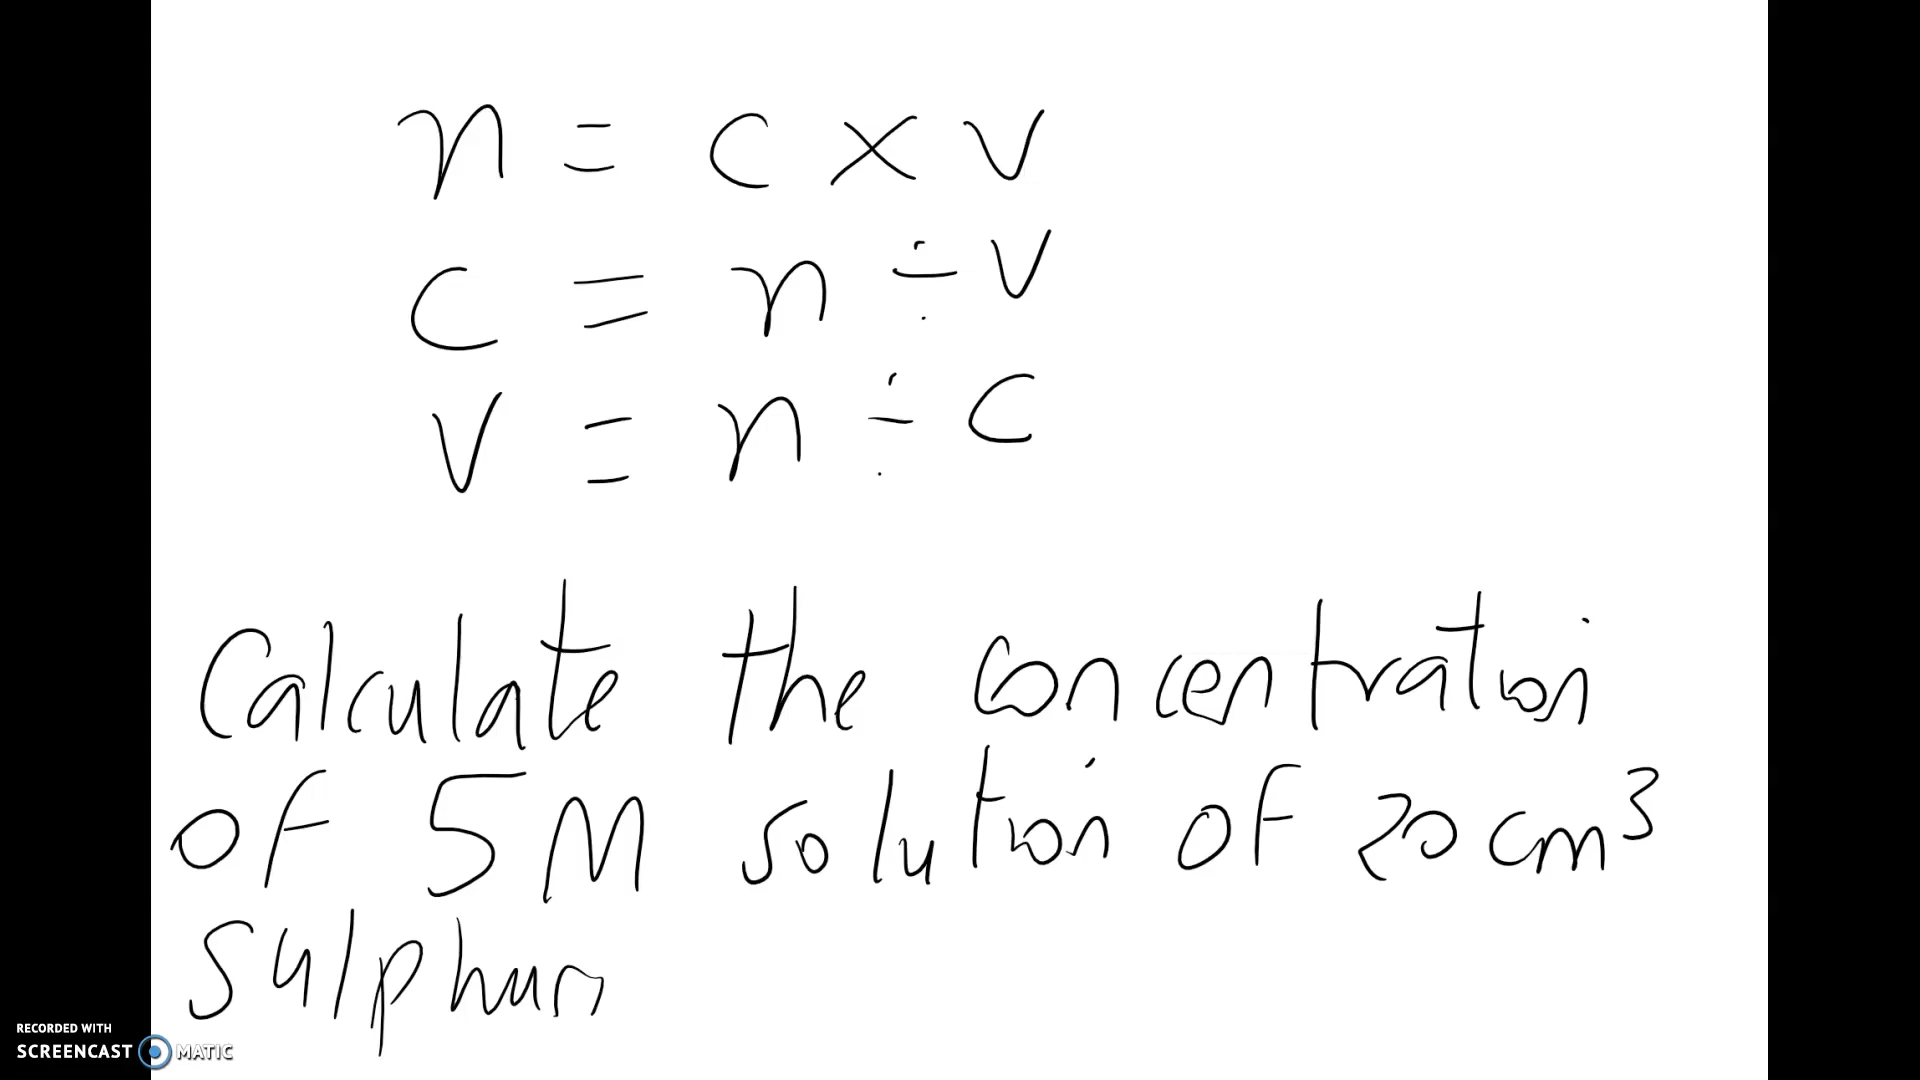 n = c × v
c = n ÷ v
v = n ÷ c
Calculate the concentration
of 5M solution of 20cm³
sulphur
RECORDED WITH
SCREENCAST MATIC